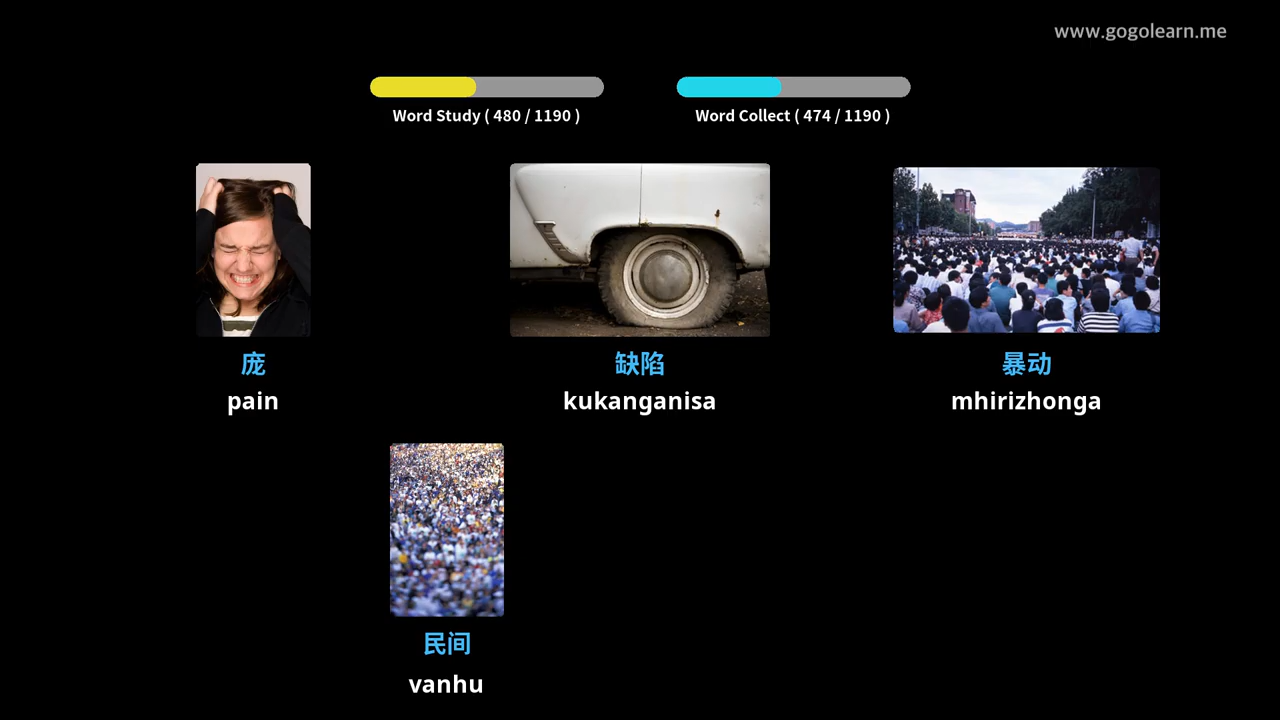 www.gogolearn.me
Word Study ( 480 / 1190 )
Word Collect ( 474 / 1190 )
庞
pain
缺陷
kukanganisa
暴动
mhirizhonga
民间
vanhu